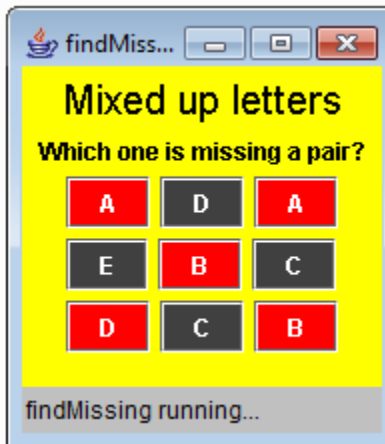 findMiss...
Mixed up letters
Which one is missing a pair?
A D A
E B C
D C B
findMissing running...